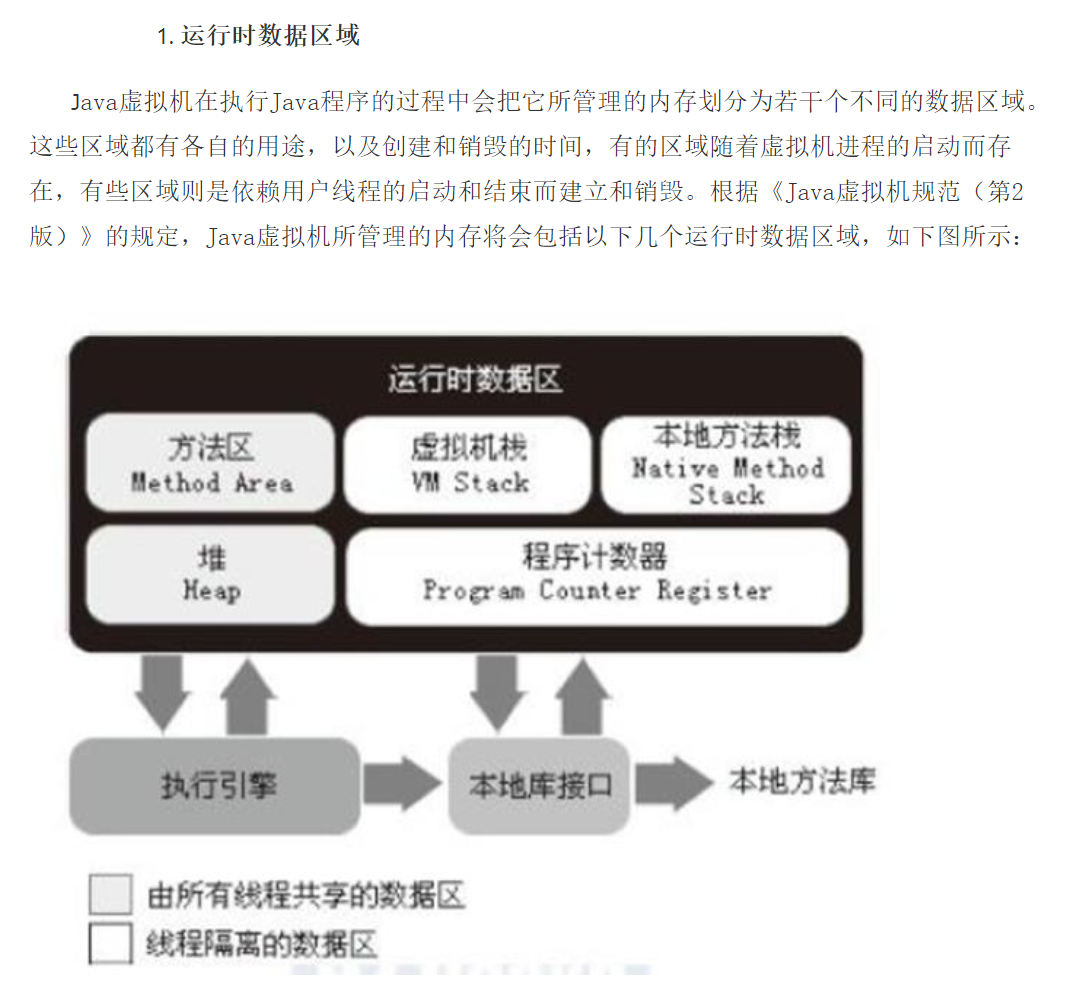 1.运行时数据区域
Java虚拟机在执行Java程序的过程中会把它所管理的内存划分为若干个不同的数据区域。
这些区域都有各自的用途，以及创建和销毁的时间，有的区域随着虚拟机进程的启动而存
在，有些区域则是依赖用户线程的启动和结束而建立和销毁。根据《Java虚拟机规范（第2
版）》的规定，Java虚拟机所管理的内存将会包括以下几个运行时数据区域，如下图所示：
运行时数据区
方法区
Method Area
虚拟机栈
VM Stack
本地方法栈
Native Method
Stack
堆
Heap
程序计数器
Program Counter Register
执行引擎
本地库接口
本地方法库
由所有线程共享的数据区
线程隔离的数据区